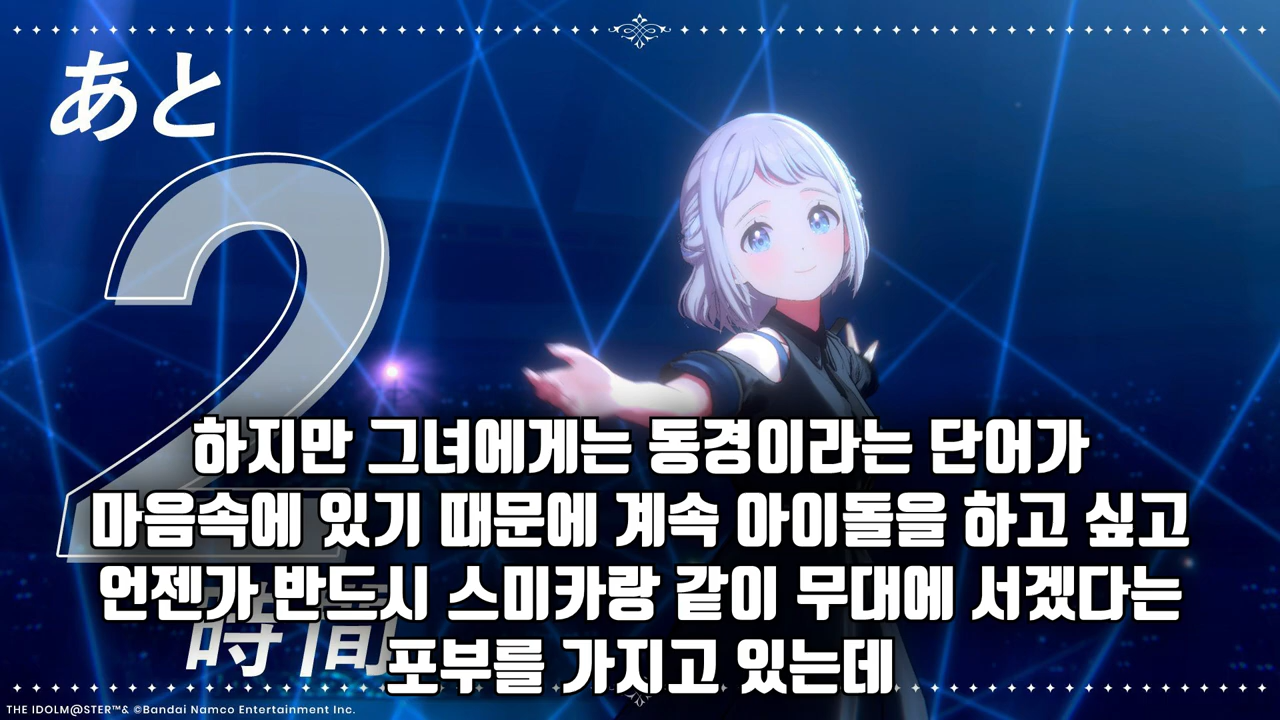 あと
2
時間
하지만 그녀에게는 동경이라는 단어가
마음속에 있기 때문에 계속 아이돌을 하고 싶고
언젠가 반드시 스미카랑 같이 무대에 서겠다는
포부를 가지고 있는데
THE IDOLM@STER™& ©Bandai Namco Entertainment Inc.